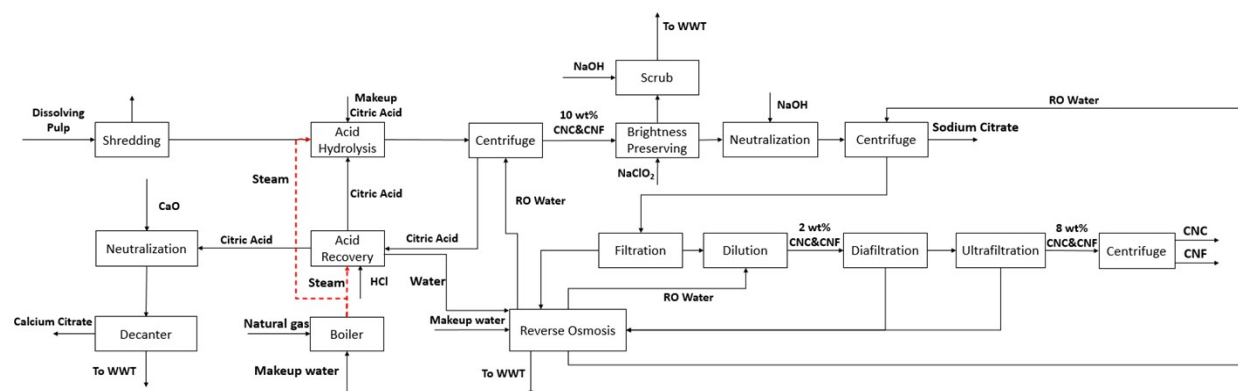 To WWT
NaOH
Scrub
Dissolving
Pulp
Shredding
Makeup
Citric Acid
Acid
Hydrolysis
Centrifuge
10 wt%
CNC&CNF
Brightness
Preserving
NaClO₂
NaOH
Neutralization
Centrifuge
RO Water
Sodium Citrate
Steam
Citric Acid
RO Water
CaO
Neutralization
Citric Acid
Acid
Recovery
Citric Acid
Filtration
Dilution
2 wt%
CNC&CNF
Diafiltration
Ultrafiltration
8 wt%
CNC&CNF
Centrifuge
CNC
CNF
Steam
HCl
Water
RO Water
Calcium Citrate
Decanter
Natural gas
Boiler
Makeup water
Reverse Osmosis
To WWT
Makeup water
To WWT